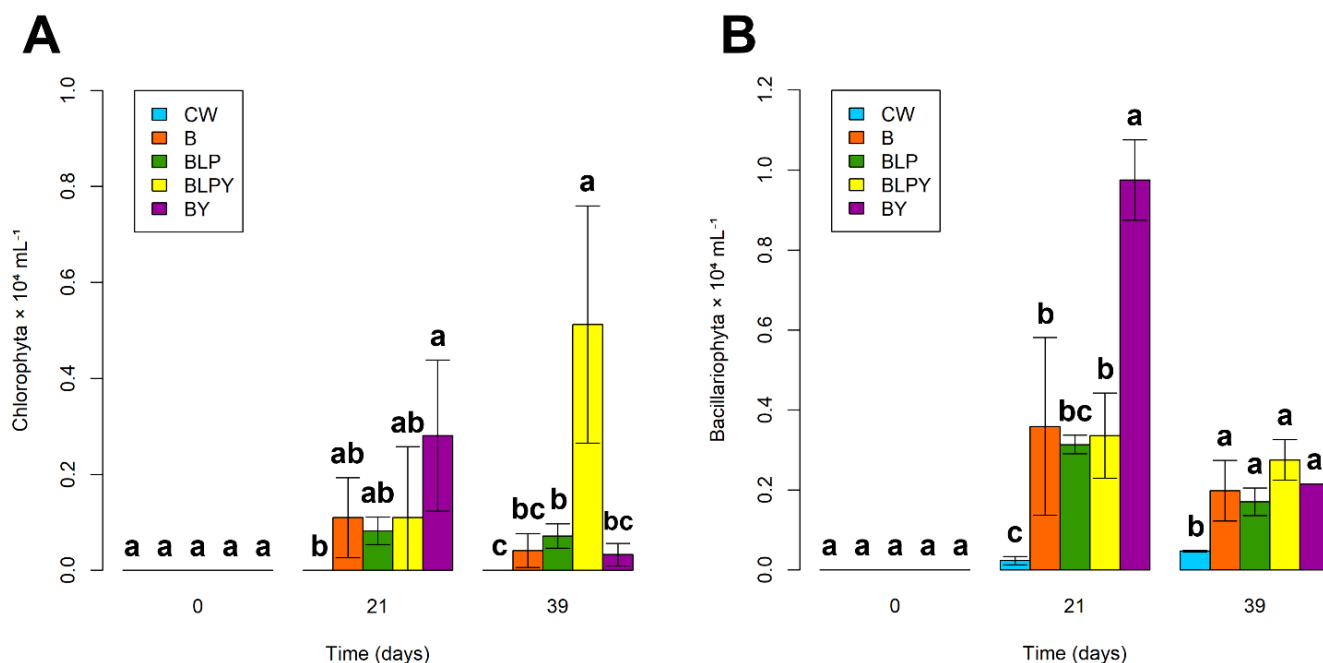 A
Chlorophyta × 10⁴ mL⁻¹
1.0
0.8
0.6
0.4
0.2
0.0
CW
B
BLP
BLPY
BY
a a a a a
b ab ab ab a
c bc b a bc
0 21 39
Time (days)
B
Bacillariophyta × 10⁴ mL⁻¹
1.2
1.0
0.8
0.6
0.4
0.2
0.0
CW
B
BLP
BLPY
BY
a a a a a
c b bc b a
b a a a a
0 21 39
Time (days)